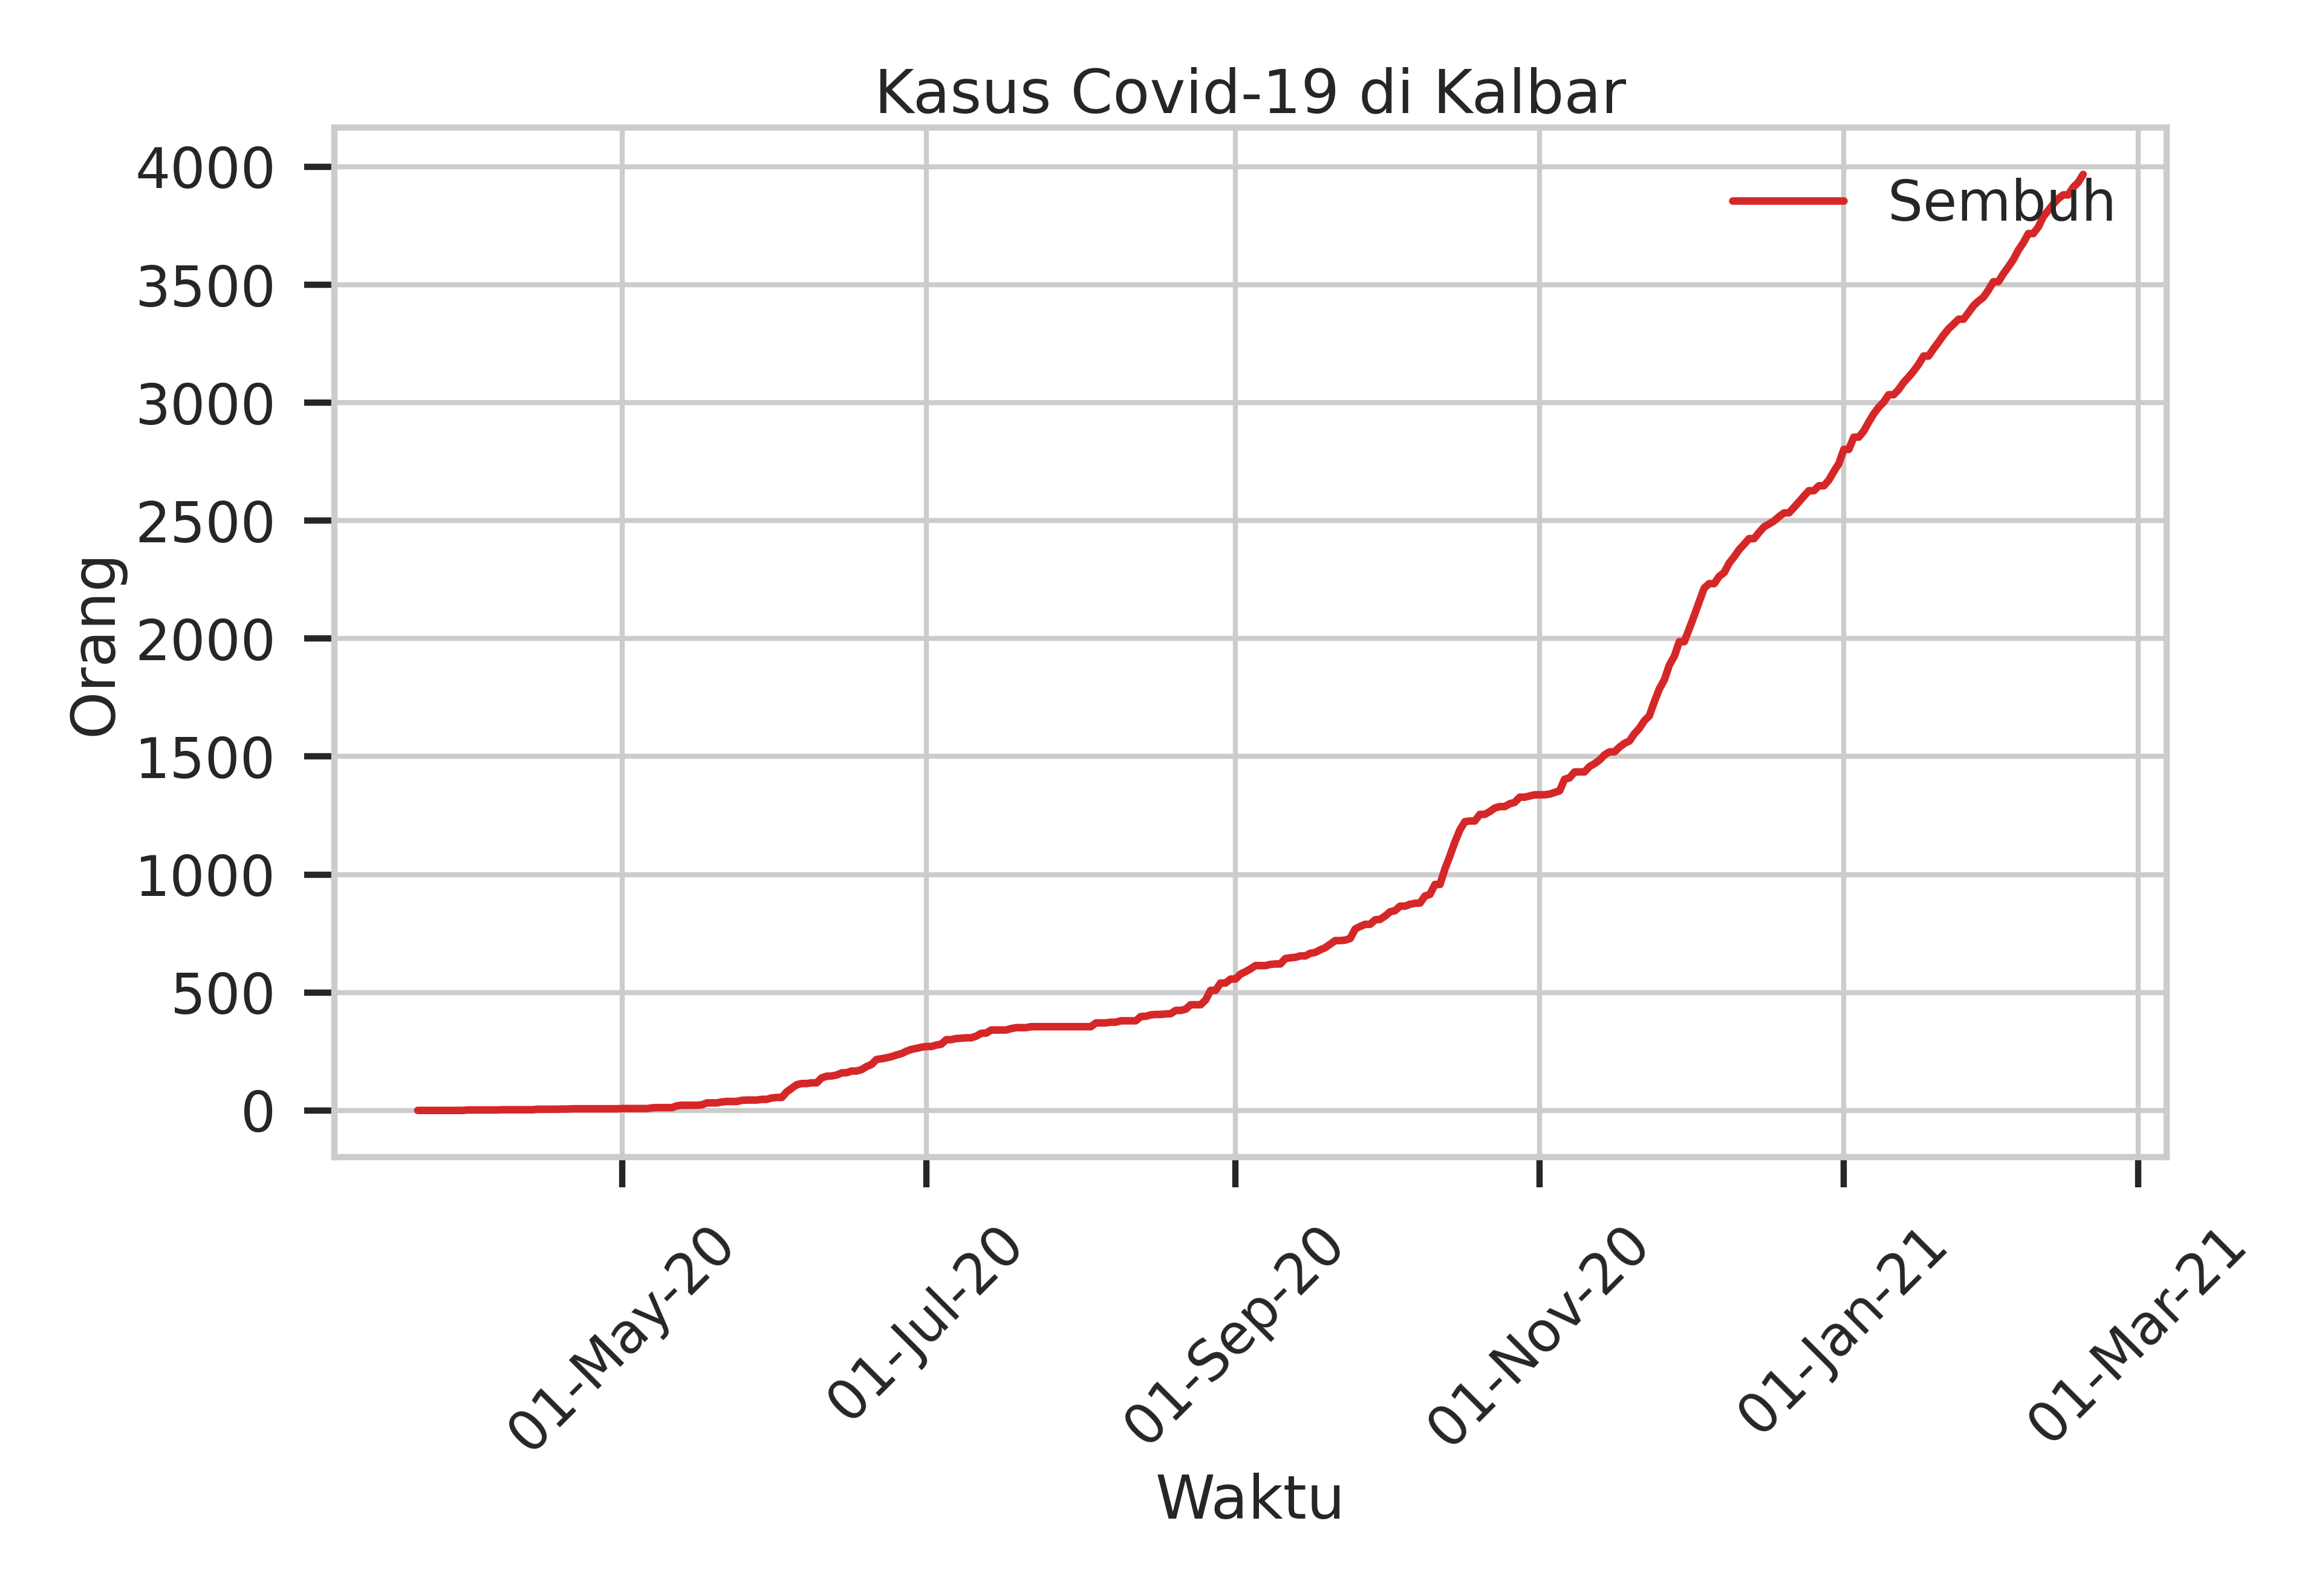 Kasus Covid-19 di Kalbar
Sembuh
4000
3500
3000
2500
2000
1500
1000
500
0
Orang
01-May-20
01-Jul-20
01-Sep-20
01-Nov-20
01-Jan-21
01-Mar-21
Waktu